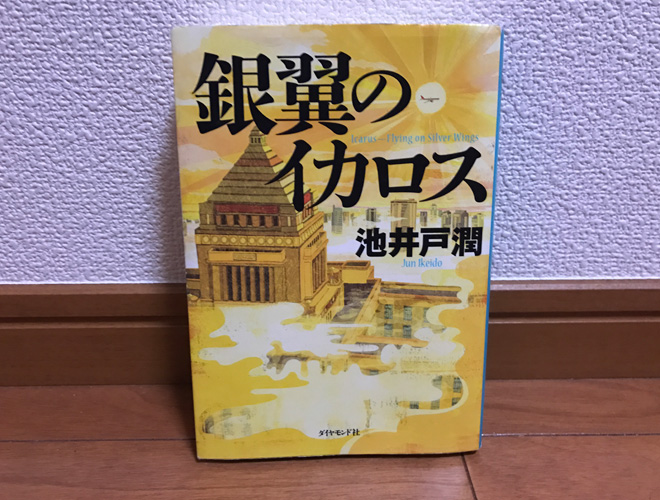 銀翼の
Icarus – Flying on Silver Wings
イカロス
池井戸潤
Jun Ikeido
ダイヤモンド社